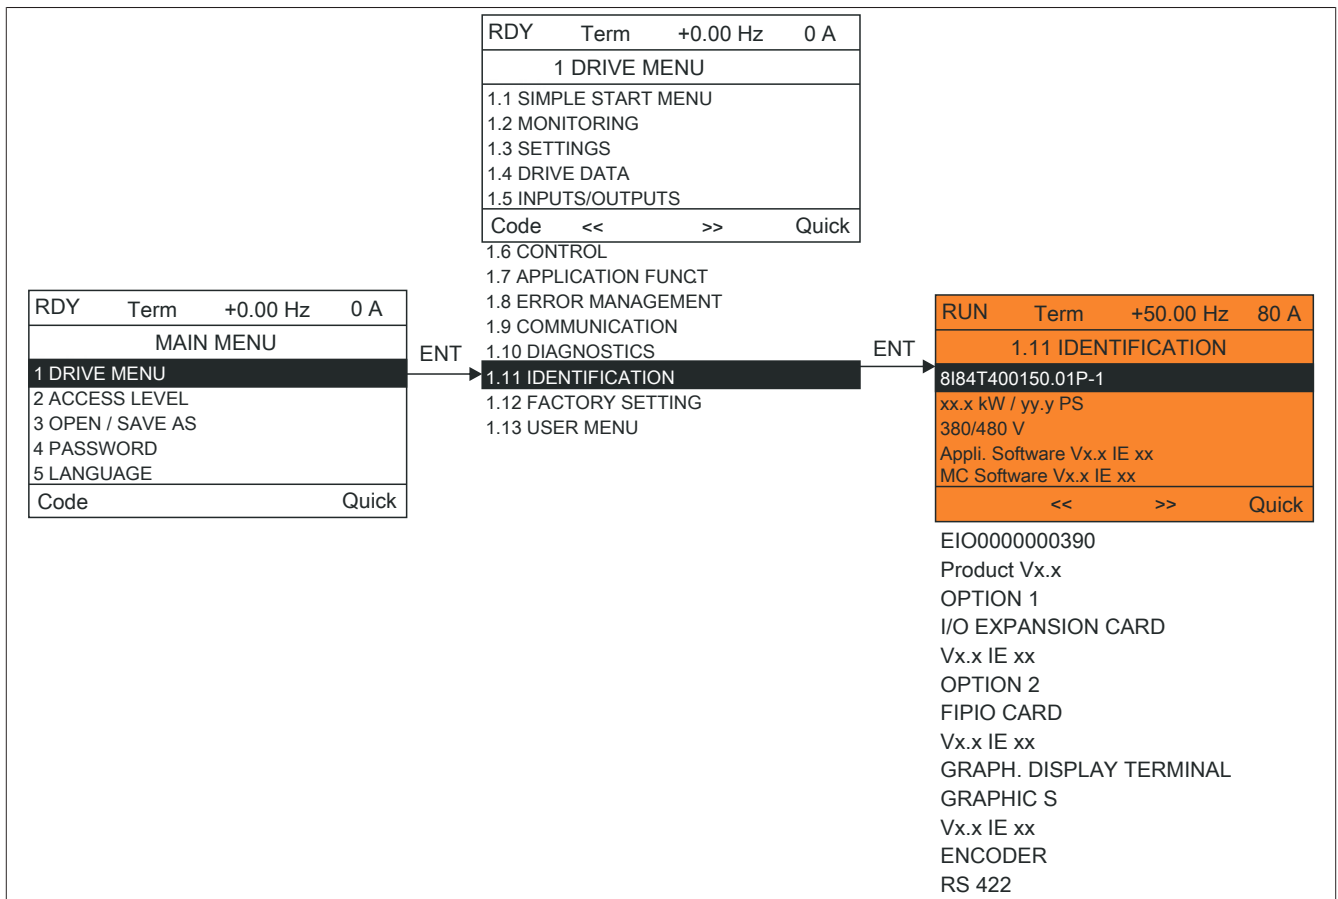 RDY Term +0.00 Hz 0 A
1 DRIVE MENU
1.1 SIMPLE START MENU
1.2 MONITORING
1.3 SETTINGS
1.4 DRIVE DATA
1.5 INPUTS/OUTPUTS
Code << >> Quick
1.6 CONTROL
1.7 APPLICATION FUNCT
1.8 ERROR MANAGEMENT
1.9 COMMUNICATION
1.10 DIAGNOSTICS
1.11 IDENTIFICATION
1.12 FACTORY SETTING
1.13 USER MENU
RDY Term +0.00 Hz 0 A
MAIN MENU
1 DRIVE MENU
2 ACCESS LEVEL
3 OPEN / SAVE AS
4 PASSWORD
5 LANGUAGE
Code Quick
ENT
ENT
RUN Term +50.00 Hz 80 A
1.11 IDENTIFICATION
8I84T400150.01P-1
xx.x kW / yy.y PS
380/480 V
Appli. Software Vx.x IE xx
MC Software Vx.x IE xx
<< >> Quick
EIO0000000390
Product Vx.x
OPTION 1
I/O EXPANSION CARD
Vx.x IE xx
OPTION 2
FIPIO CARD
Vx.x IE xx
GRAPH. DISPLAY TERMINAL
GRAPHIC S
Vx.x IE xx
ENCODER
RS 422